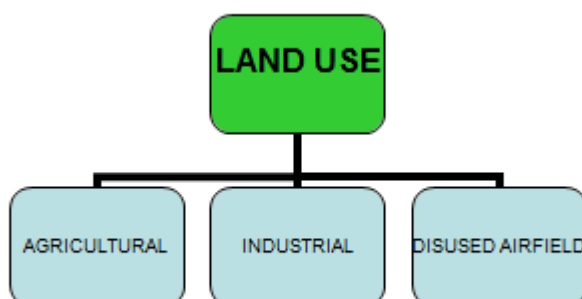 LAND USE
AGRICULTURAL
INDUSTRIAL
DISUSED AIRFIELD